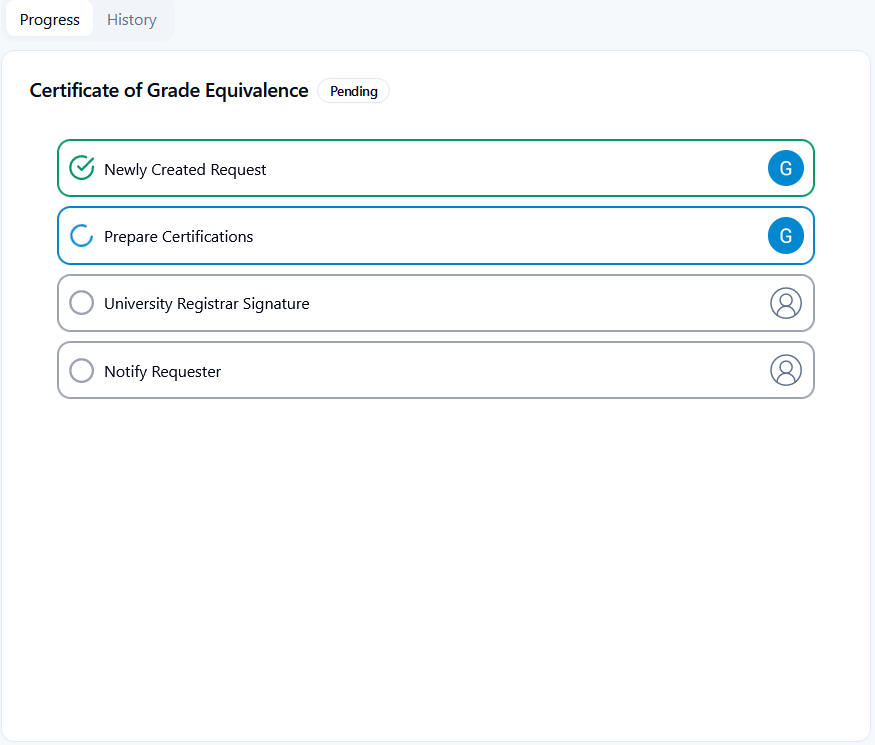 Progress History
Certificate of Grade Equivalence Pending
Newly Created Request G
Prepare Certifications G
University Registrar Signature
Notify Requester